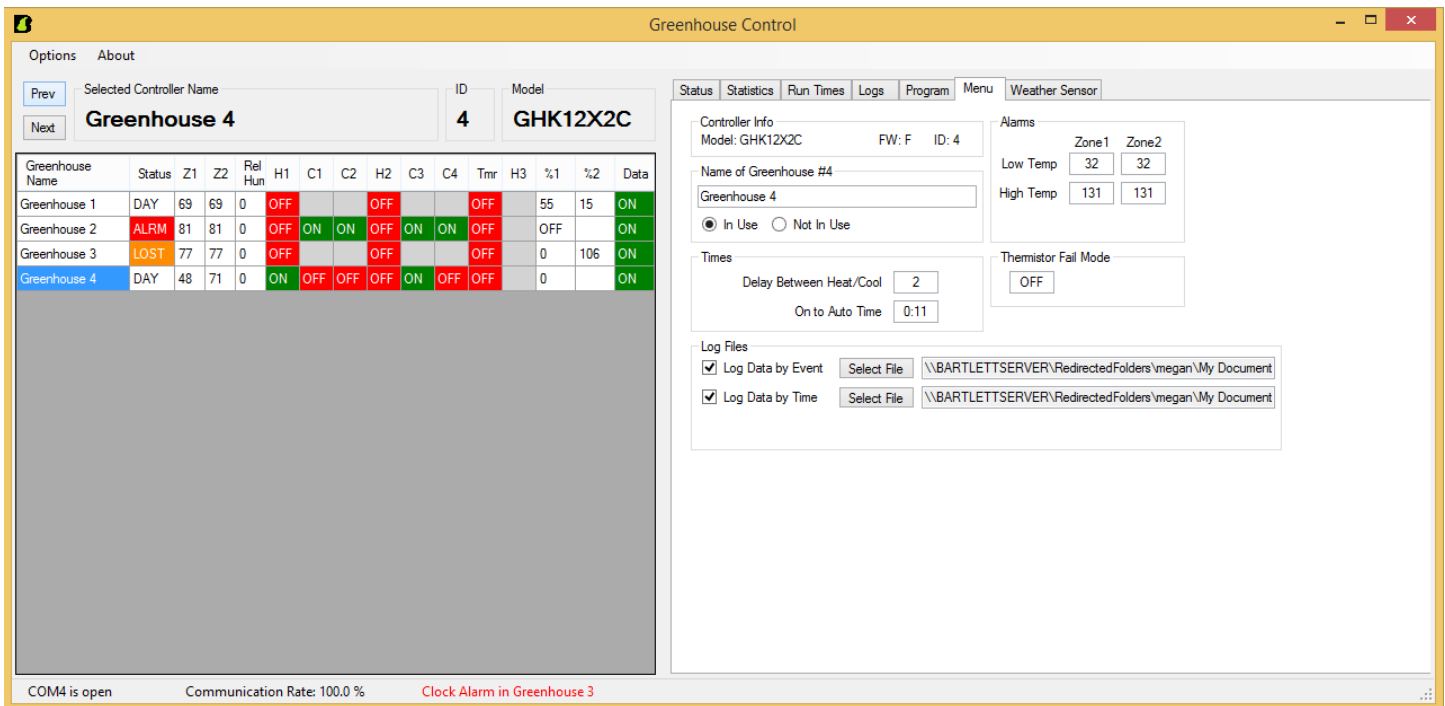 Greenhouse Control
Options About
Prev
Next
Selected Controller Name
Greenhouse 4
ID
4
Model
GHK12X2C
Greenhouse Name Status Z1 Z2 Rel Hun H1 C1 C2 H2 C3 C4 Tmr H3 %1 %2 Data
Greenhouse 1 DAY 69 69 0 OFF OFF OFF 55 15 ON
Greenhouse 2 ALRM 81 81 0 OFF ON ON OFF ON ON OFF OFF ON
Greenhouse 3 LOST 77 77 0 OFF OFF OFF 0 106 ON
Greenhouse 4 DAY 48 71 0 ON OFF OFF OFF ON OFF OFF 0 ON
Status Statistics Run Times Logs Program Menu Weather Sensor
Controller Info
Model: GHK12X2C FW: F ID: 4
Name of Greenhouse #4
Greenhouse 4
In Use Not In Use
Alarms
Zone1 Zone2
Low Temp 32 32
High Temp 131 131
Times
Delay Between Heat/Cool 2
On to Auto Time 0:11
Thermistor Fail Mode
OFF
Log Files
Log Data by Event Select File \\BARTLETTSERVER\RedirectedFolders\megan\My Document
Log Data by Time Select File \\BARTLETTSERVER\RedirectedFolders\megan\My Document
COM4 is open Communication Rate: 100.0 % Clock Alarm in Greenhouse 3